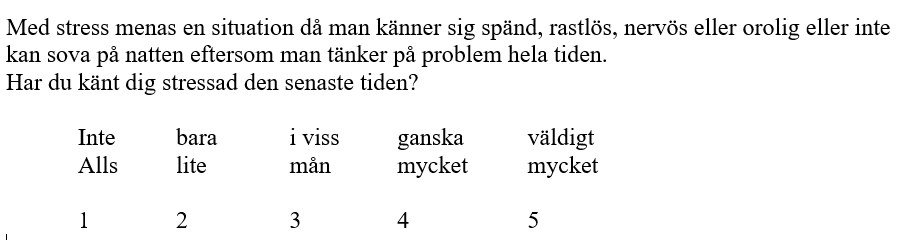 Med stress menas en situation då man känner sig spänd, rastlös, nervös eller orolig eller inte
kan sova på natten eftersom man tänker på problem hela tiden.
Har du känt dig stressad den senaste tiden?
Inte bara i viss ganska väldigt
Alls lite mån mycket mycket
1 2 3 4 5